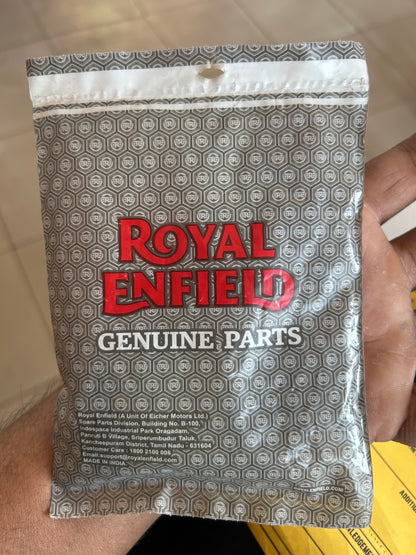 ROYAL
ENFIELD
GENUINE PARTS
Royal Enfield (A Unit Of Eicher Motors Ltd.)
Spare Parts Division, Building No. B-100,
Indospace Industrial Park Oragadam,
Panruti B Village, Sriperumbudur Taluk,
Kancheepuram District, Tamil Nadu - 631604
Customer Care : 1800 2100 008
Email:support@royalenfield.com
MADE IN INDIA